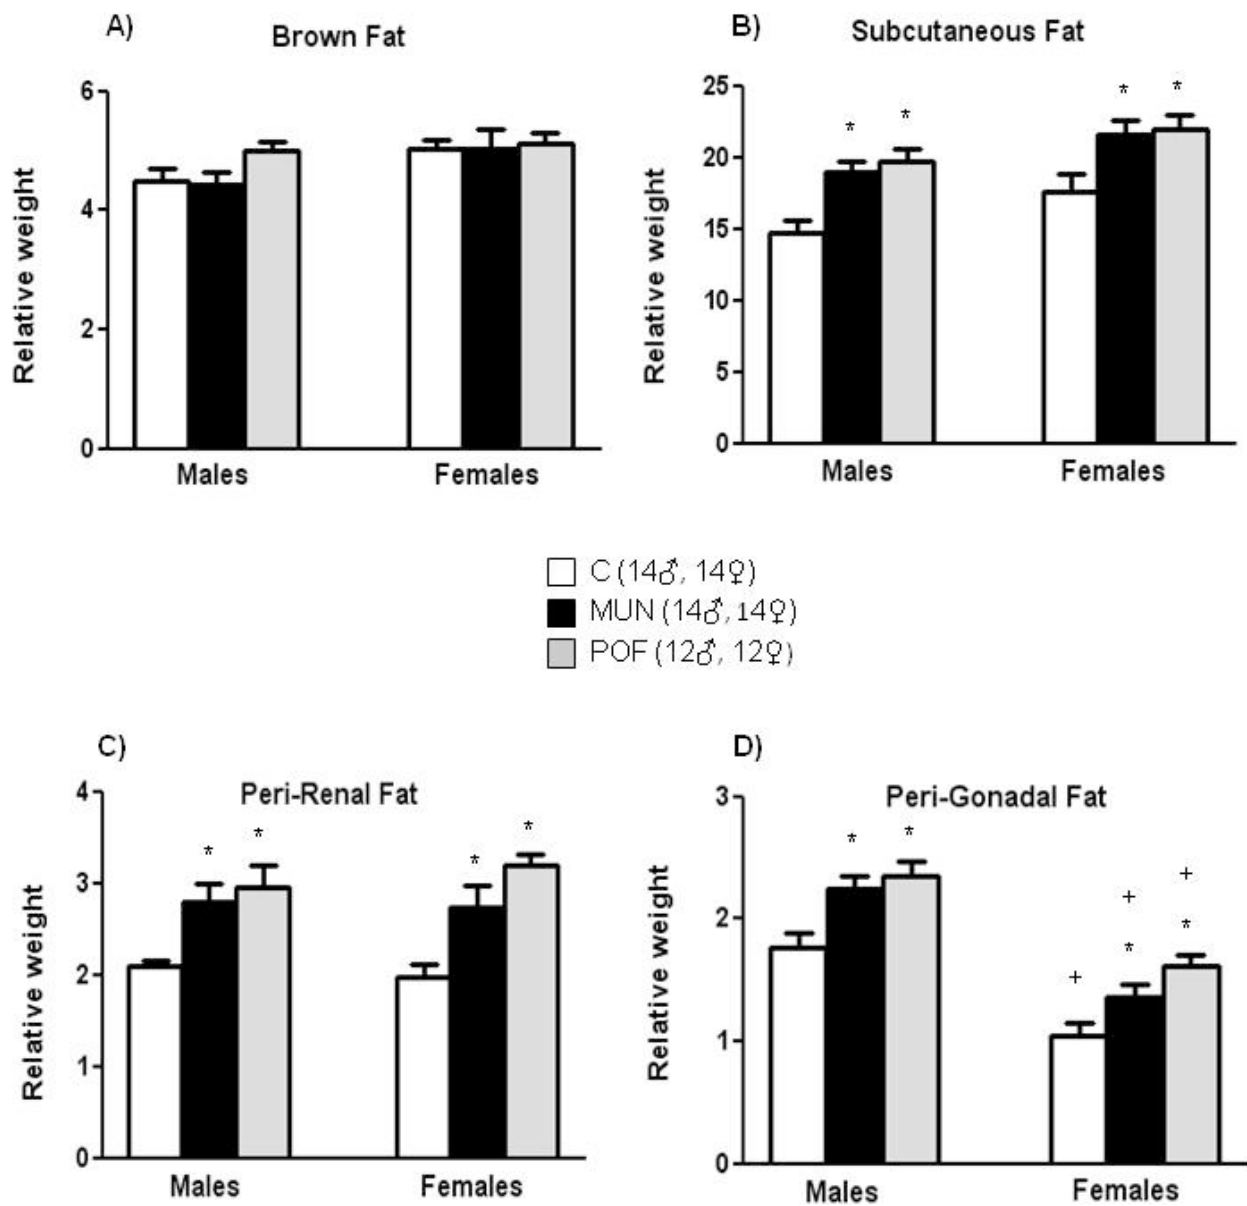 A)
Brown Fat
6
4
2
0
Relative weight
Males
Females
B)
Subcutaneous Fat
25
20
15
10
5
0
Relative weight
* * * *
Males
Females
C (14♂, 14♀)
MUN (14♂, 14♀)
POF (12♂, 12♀)
C)
Peri-Renal Fat
4
3
2
1
0
Relative weight
* * * *
Males
Females
D)
Peri-Gonadal Fat
3
2
1
0
Relative weight
* *
+ + +
* *
Males
Females